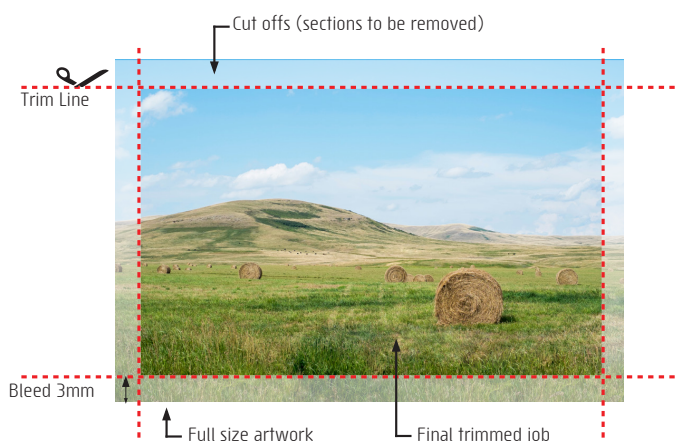 Cut offs (sections to be removed)
Trim Line
Bleed 3mm
Full size artwork
Final trimmed job